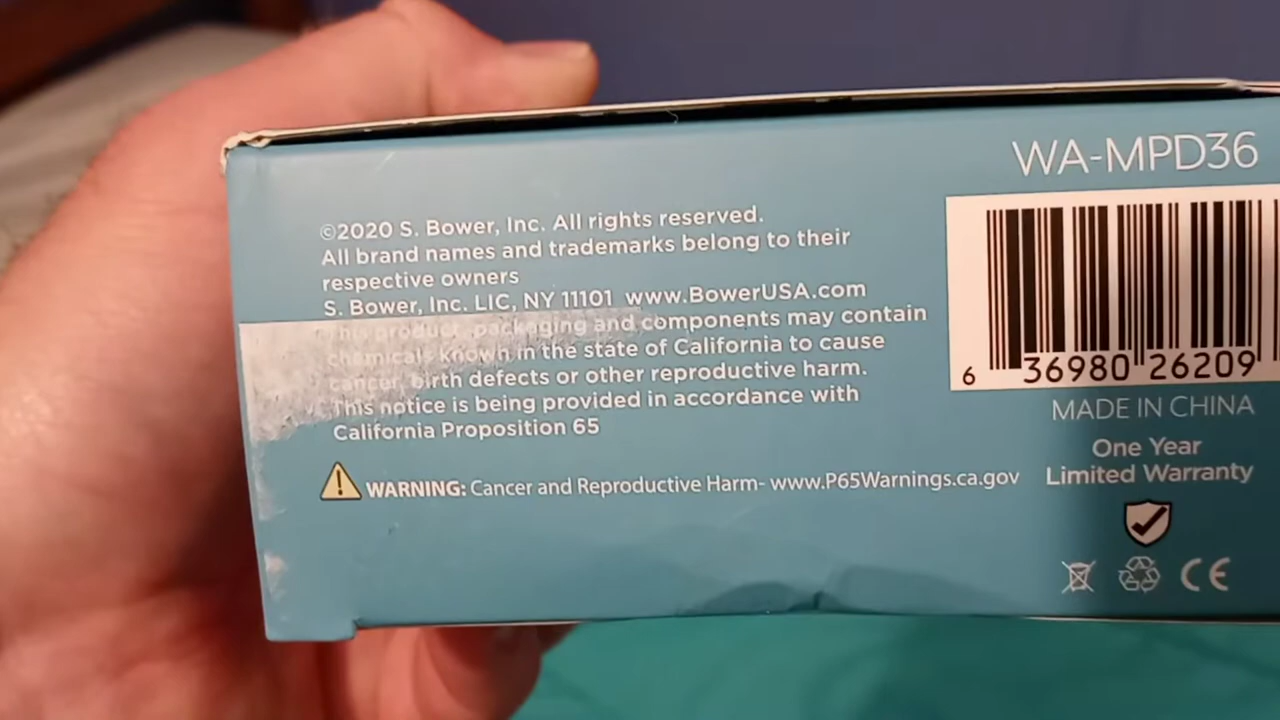 ©2020 S. Bower, Inc. All rights reserved.
All brand names and trademarks belong to their
respective owners
S. Bower, Inc. LIC, NY 11101 www.BowerUSA.com
This product, packaging and components may contain
chemicals known in the state of California to cause
cancer, birth defects or other reproductive harm.
This notice is being provided in accordance with
California Proposition 65
WARNING: Cancer and Reproductive Harm- www.P65Warnings.ca.gov
WA-MPD36
6 36980 26209
MADE IN CHINA
One Year
Limited Warranty
CE